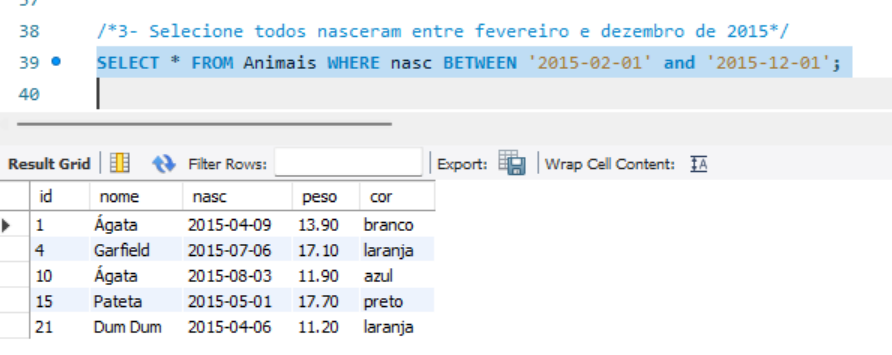 38 /*3- Selecione todos nasceram entre fevereiro e dezembro de 2015*/
39 SELECT * FROM Animais WHERE nasc BETWEEN '2015-02-01' and '2015-12-01';
40
Result Grid Filter Rows: Export: Wrap Cell Content: IA
id nome nasc peso cor
1 Ágata 2015-04-09 13.90 branco
4 Garfield 2015-07-06 17.10 laranja
10 Ágata 2015-08-03 11.90 azul
15 Pateta 2015-05-01 17.70 preto
21 Dum Dum 2015-04-06 11.20 laranja